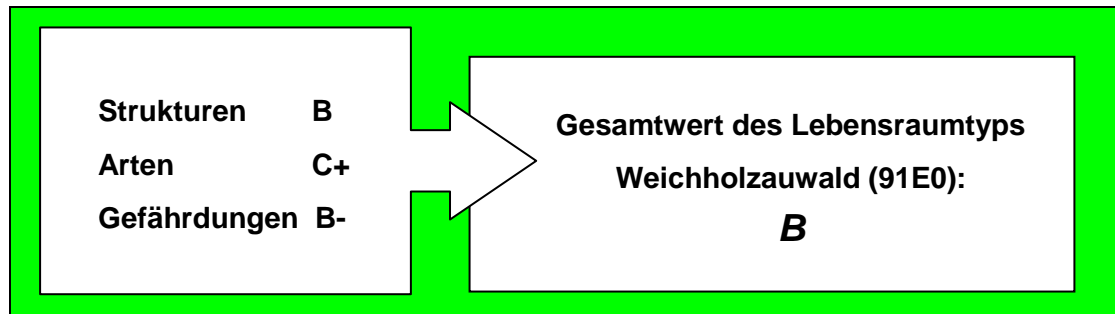 Strukturen B
Arten C+
Gefährdungen B-
Gesamtwert des Lebensraumtyps
Weichholzauwald (91E0):
B